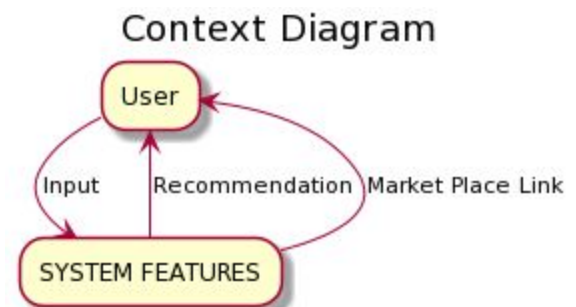 Context Diagram
User
Input
Recommendation
Market Place Link
SYSTEM FEATURES